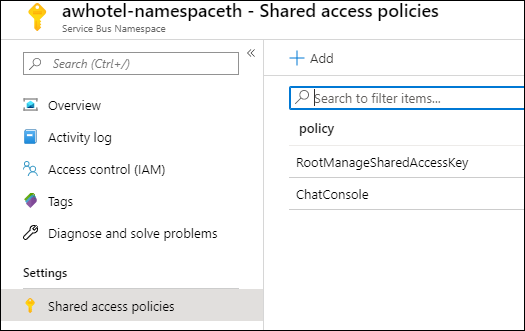 awhotel-namespaceth - Shared access policies
Service Bus Namespace
Search (Ctrl+/)
«
Overview
Activity log
Access control (IAM)
Tags
Diagnose and solve problems
Settings
Shared access policies
+ Add
Search to filter items...
policy
RootManageSharedAccessKey
ChatConsole